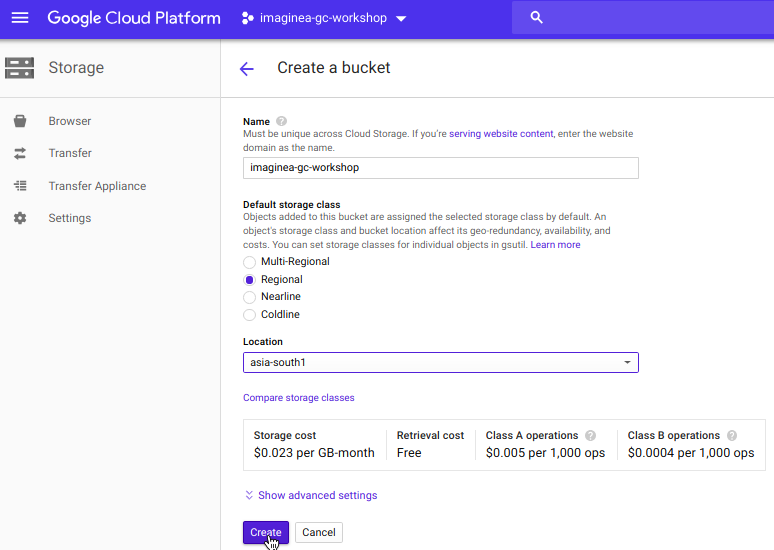 Google Cloud Platform
imaginea-gc-workshop
Storage
Create a bucket
Browser
Transfer
Transfer Appliance
Settings
Name ?
Must be unique across Cloud Storage. If you're serving website content, enter the website
domain as the name.
imaginea-gc-workshop
Default storage class
Objects added to this bucket are assigned the selected storage class by default. An
object's storage class and bucket location affect its geo-redundancy, availability, and
costs. You can set storage classes for individual objects in gsutil. Learn more
Multi-Regional
Regional
Nearline
Coldline
Location
asia-south1
Compare storage classes
Storage cost Retrieval cost Class A operations ? Class B operations ?
$0.023 per GB-month Free $0.005 per 1,000 ops $0.0004 per 1,000 ops
Show advanced settings
Create Cancel